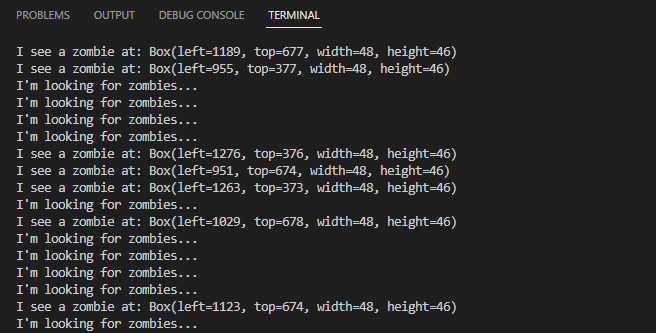 PROBLEMS OUTPUT DEBUG CONSOLE TERMINAL
I see a zombie at: Box(left=1189, top=677, width=48, height=46)
I see a zombie at: Box(left=955, top=377, width=48, height=46)
I'm looking for zombies...
I'm looking for zombies...
I'm looking for zombies...
I'm looking for zombies...
I see a zombie at: Box(left=1276, top=376, width=48, height=46)
I see a zombie at: Box(left=951, top=674, width=48, height=46)
I see a zombie at: Box(left=1263, top=373, width=48, height=46)
I'm looking for zombies...
I see a zombie at: Box(left=1029, top=678, width=48, height=46)
I'm looking for zombies...
I'm looking for zombies...
I'm looking for zombies...
I'm looking for zombies...
I see a zombie at: Box(left=1123, top=674, width=48, height=46)
I'm looking for zombies...